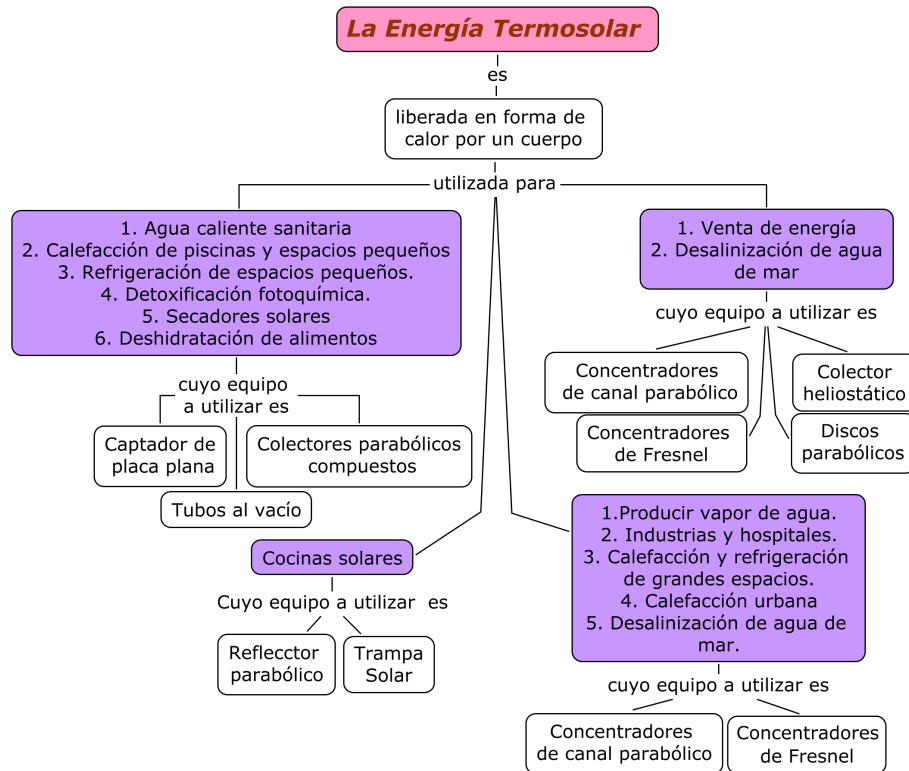 La Energía Termosolar
es
liberada en forma de
calor por un cuerpo
utilizada para
1. Agua caliente sanitaria
2. Calefacción de piscinas y espacios pequeños
3. Refrigeración de espacios pequeños.
4. Detoxificación fotoquímica.
5. Secadores solares
6. Deshidratación de alimentos
cuyo equipo
a utilizar es
Captador de
placa plana
Colectores parabólicos
compuestos
Tubos al vacío
1. Venta de energía
2. Desalinización de agua
de mar
cuyo equipo a utilizar es
Concentradores
de canal parabólico
Colector
heliostático
Concentradores
de Fresnel
Discos
parabólicos
Cocinas solares
Cuyo equipo a utilizar  es
Reflecctor
parabólico
Trampa
Solar
1.Producir vapor de agua.
2. Industrias y hospitales.
3. Calefacción y refrigeración
de grandes espacios.
4. Calefacción urbana
5. Desalinización de agua de
mar.
cuyo equipo a utilizar es
Concentradores
de canal parabólico
Concentradores
de Fresnel